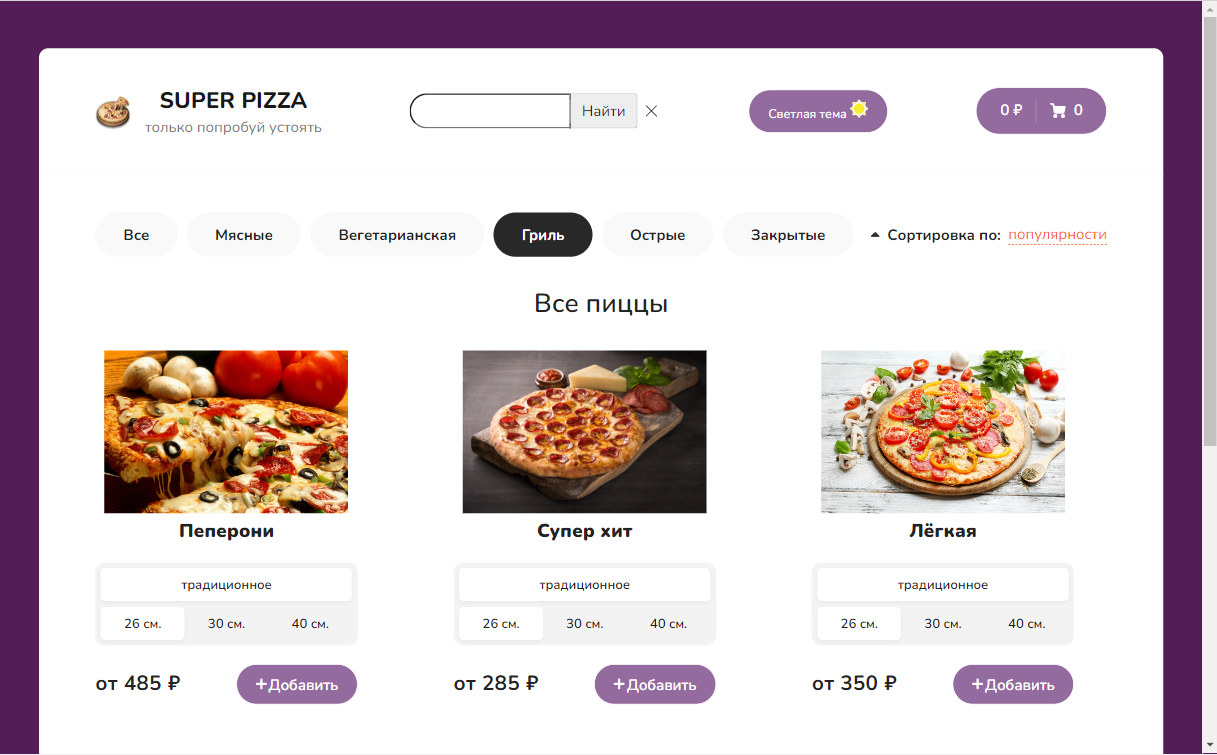 SUPER PIZZA
только попробуй устоять
Найти
Светлая тема
0 ₽
0
Все
Мясные
Вегетарианская
Гриль
Острые
Закрытые
Сортировка по: популярности
Все пиццы
Пеперони
традиционное
26 см. 30 см. 40 см.
от 485 ₽
+Добавить
Супер хит
традиционное
26 см. 30 см. 40 см.
от 285 ₽
+Добавить
Лёгкая
традиционное
26 см. 30 см. 40 см.
от 350 ₽
+Добавить